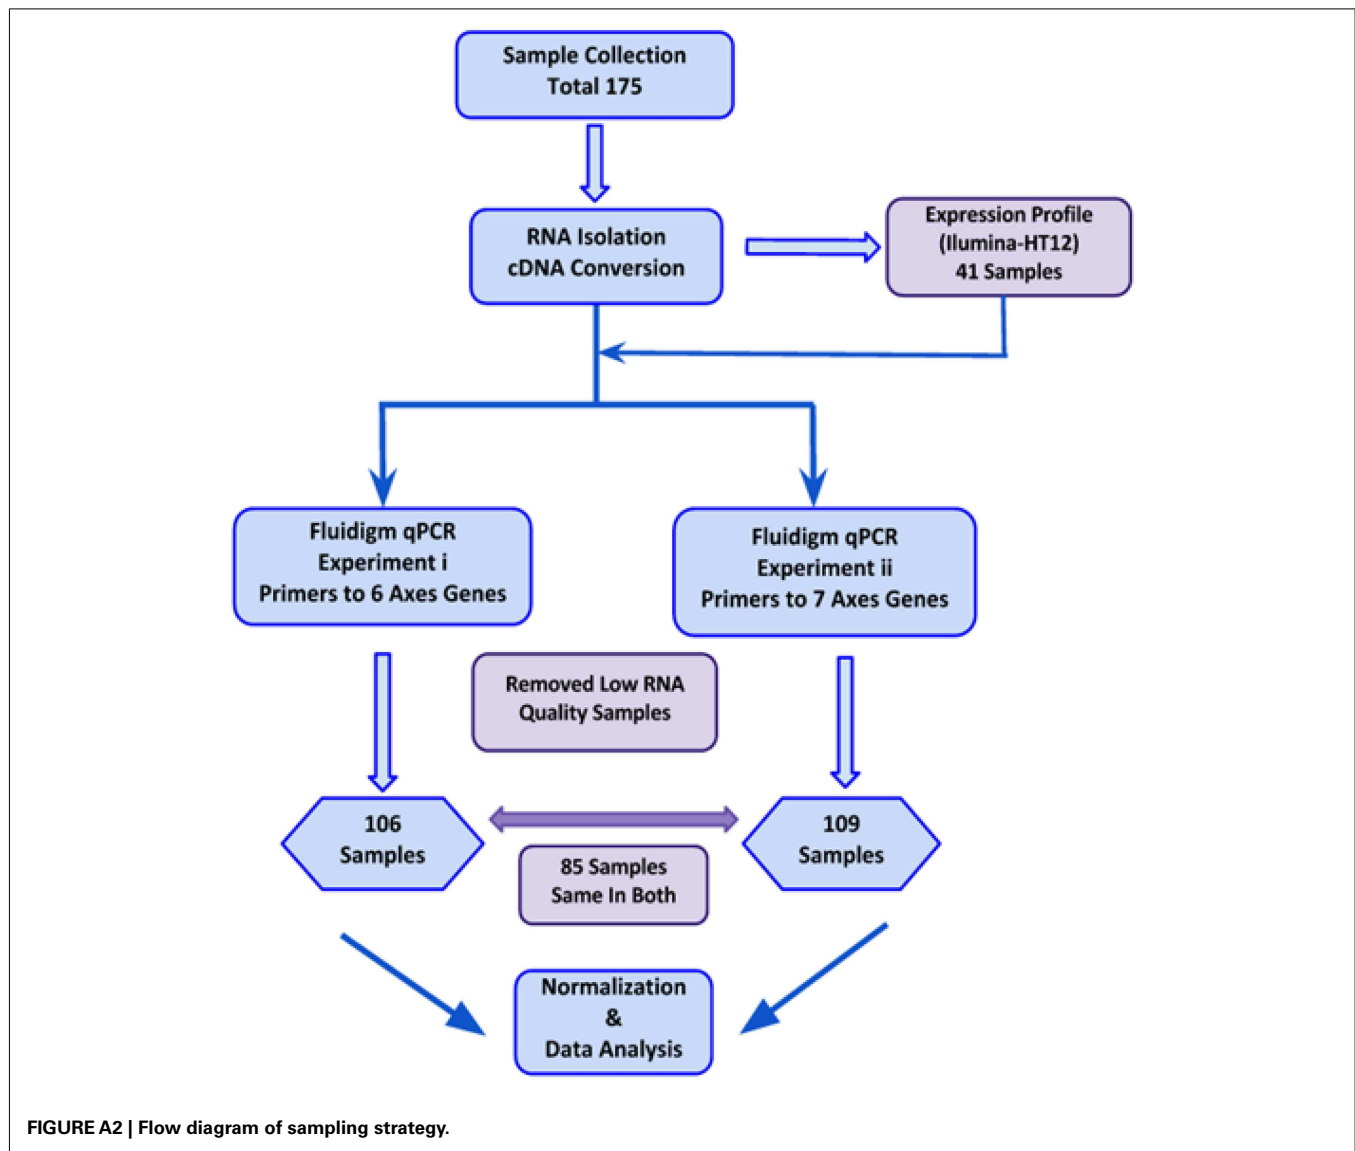 Sample Collection
Total 175
RNA Isolation
cDNA Conversion
Expression Profile
(Ilumina-HT12)
41 Samples
Fluidigm qPCR
Experiment i
Primers to 6 Axes Genes
Fluidigm qPCR
Experiment ii
Primers to 7 Axes Genes
Removed Low RNA
Quality Samples
106
Samples
109
Samples
85 Samples
Same In Both
Normalization
&
Data Analysis
FIGURE A2 | Flow diagram of sampling strategy.